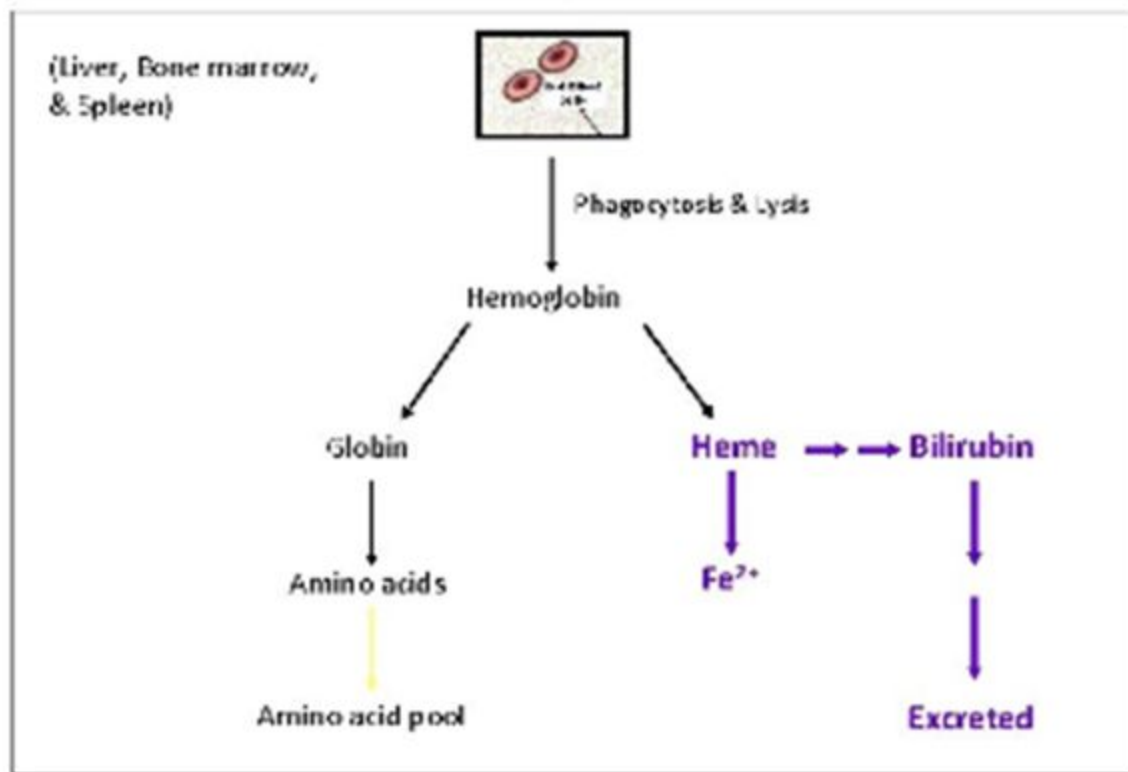 (Liver, Bone marrow,
& Spleen)
Phagocytosis & Lysis
Hemoglobin
Globin
Heme
Bilirubin
Amino acids
Fe²⁺
Amino acid pool
Excreted